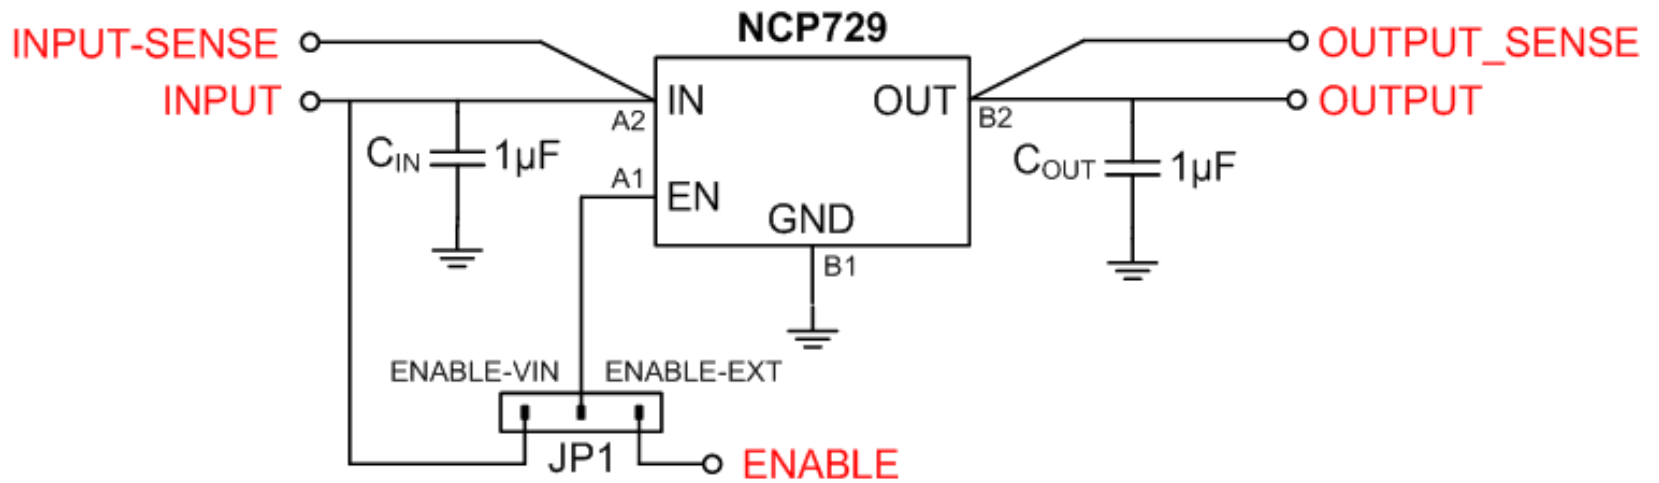 NCP729
INPUT-SENSE
OUTPUT_SENSE
INPUT
IN
OUT
OUTPUT
A2
B2
CIN
1µF
COUT
1µF
A1
EN
GND
B1
ENABLE-VIN
ENABLE-EXT
JP1
ENABLE